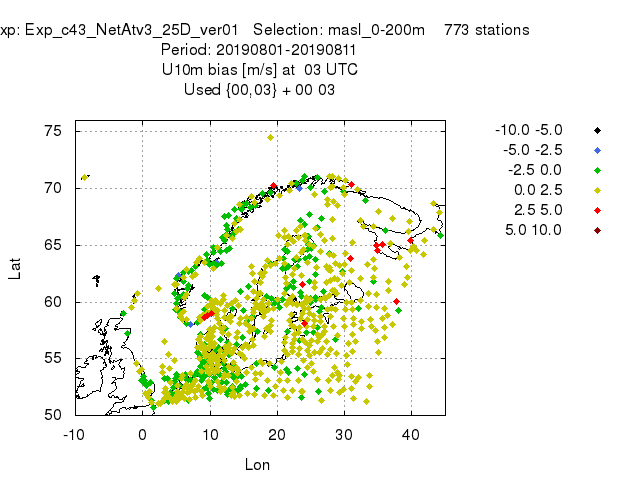 xp: Exp_c43_NetAtv3_25D_ver01 Selection: masl_0-200m 773 stations
Period: 20190801-20190811
U10m bias [m/s] at 03 UTC
Used {00,03} + 00 03
-10.0 -5.0
-5.0 -2.5
-2.5 0.0
0.0 2.5
2.5 5.0
5.0 10.0
75
70
65
60
55
50
Lat
-10 0 10 20 30 40
Lon